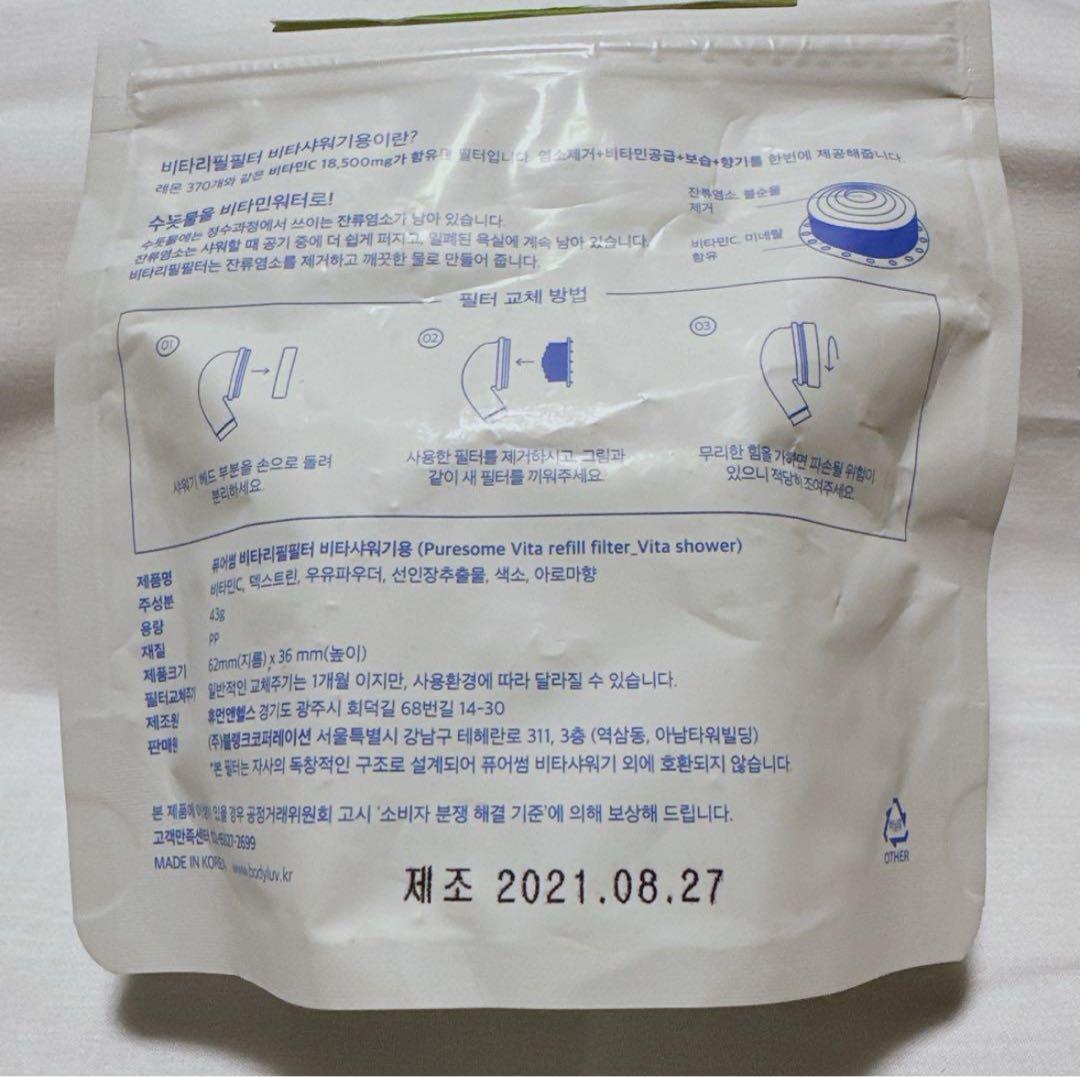 비타리필필터 비타샤워기용이란?
레몬 370개와 같은 비타민C 18,500mg가 함유된 필터입니다. 염소제거+비타민공급+보습+향기를 한번에 제공해줍니다.
수돗물을 비타민워터로!
수돗물에는 정수과정에서 쓰이는 잔류염소가 남아 있습니다.
잔류염소는 샤워할 때 공기 중에 더 쉽게 퍼지고, 밀폐된 욕실에 계속 남아 있습니다.
비타리필필터는 잔류염소를 제거하고 깨끗한 물로 만들어 줍니다.
잔류염소 불순물
제거
비타민C, 미네랄
함유
필터 교체 방법
01
샤워기 헤드 부분을 손으로 돌려
분리하세요.
02
사용한 필터를 제거하시고, 그림과
같이 새 필터를 끼워주세요.
03
무리한 힘을 가하면 파손될 위험이
있으니 적당히 조여주세요.
제품명 퓨어썸 비타리필필터 비타샤워기용 (Puresome Vita refill filter_Vita shower)
주성분 비타민C, 덱스트린, 우유파우더, 선인장추출물, 색소, 아로마향
용량 43g
재질 PP
제품크기 62mm(지름) x 36 mm(높이)
필터교체주기 일반적인 교체주기는 1개월 이지만, 사용환경에 따라 달라질 수 있습니다.
제조원 휴먼앤헬스 경기도 광주시 회덕길 68번길 14-30
판매원 (주)블랭크코퍼레이션 서울특별시 강남구 테헤란로 311, 3층 (역삼동, 아남타워빌딩)
*본 필터는 자사의 독창적인 구조로 설계되어 퓨어썸 비타샤워기 외에 호환되지 않습니다.
본 제품에 이상이 있을 경우 공정거래위원회 고시 '소비자 분쟁 해결 기준'에 의해 보상해 드립니다.
고객만족센터
MADE IN KOREA www.bodyluv.kr
제조 2021.08.27
OTHER